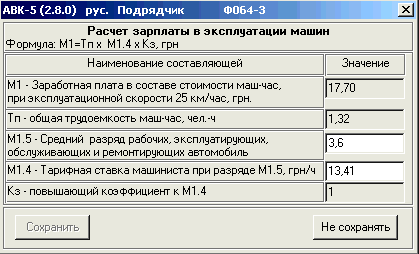 АВК-5 (2.8.0) рус. Подрядчик Ф064-3
Расчет зарплаты в эксплуатации машин
Формула: М1=Тп х М1.4 х Кз, грн
Наименование составляющей Значение
М1 - Заработная плата в составе стоимости маш-час,
при эксплуатационной скорости 25 км/час, грн. 17,70
Тп - общая трудоемкость маш-час, чел.-ч 1,32
М1.5 - Средний разряд рабочих, эксплуатирующих,
обслуживающих и ремонтирующих автомобиль 3,6
М1.4 - Тарифная ставка машиниста при разряде М1.5, грн/ч 13,41
Кз - повышающий коэффициент к М1.4 1
Сохранить Не сохранять